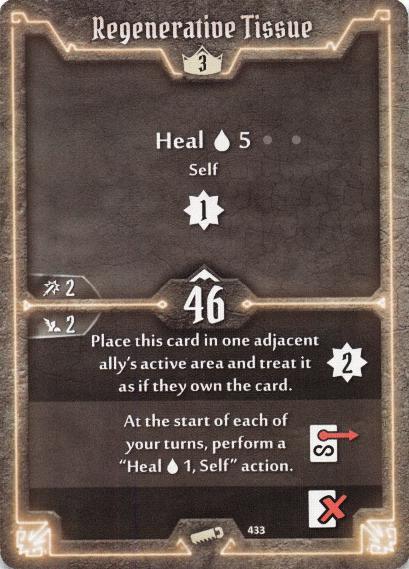 Regenerative Tissue
3
Heal 5
Self
1
2
46
2
Place this card in one adjacent
ally's active area and treat it
as if they own the card.
2
At the start of each of
your turns, perform a
“Heal 1, Self” action.
S
433